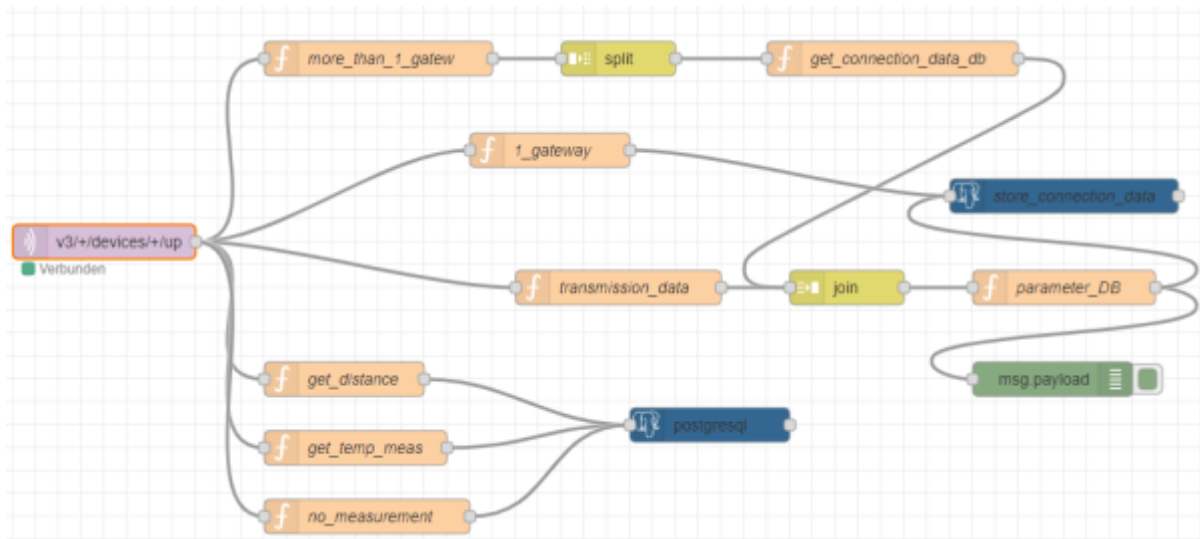 more_than_1_gatew
split
get_connection_data_db
1_gateway
store_connection_data
v3/+/devices/+/up
Verbunden
transmission_data
join
parameter_DB
get_distance
msg.payload
postgresql
get_temp_meas
no_measurement